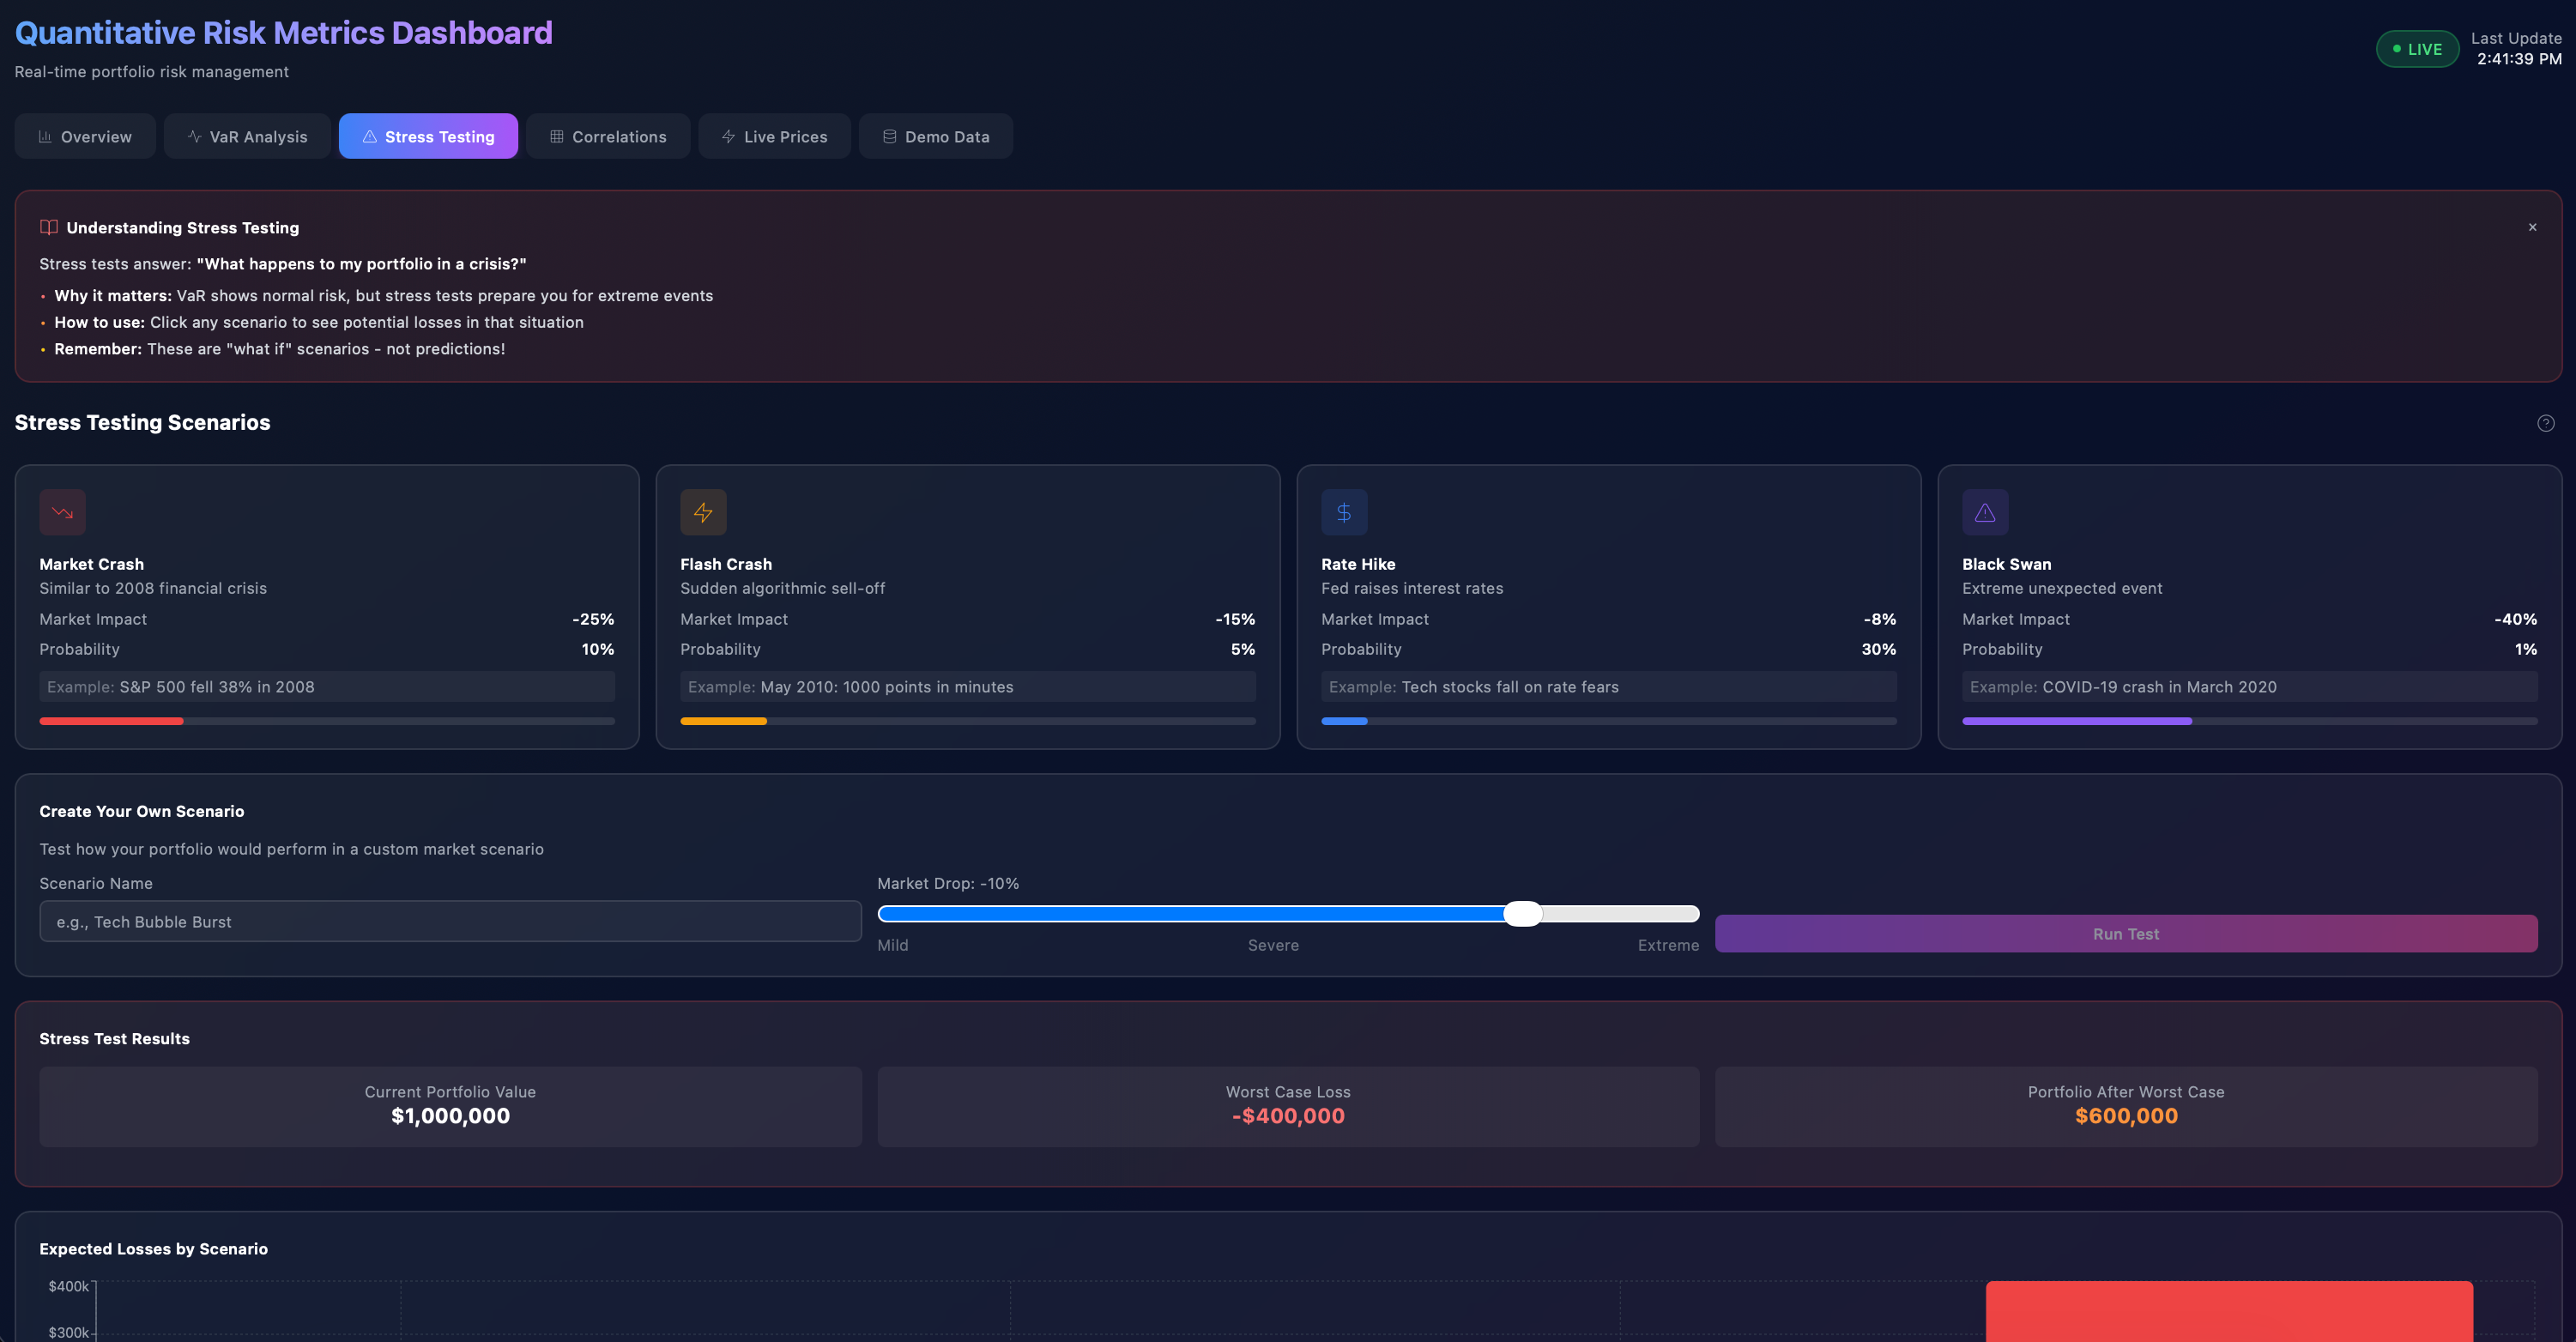 Quantitative Risk Metrics Dashboard
Real-time portfolio risk management
LIVE
Last Update
2:41:39 PM
Overview
VaR Analysis
Stress Testing
Correlations
Live Prices
Demo Data
Understanding Stress Testing
×
Stress tests answer: "What happens to my portfolio in a crisis?"
• Why it matters: VaR shows normal risk, but stress tests prepare you for extreme events
• How to use: Click any scenario to see potential losses in that situation
• Remember: These are "what if" scenarios - not predictions!
Stress Testing Scenarios
?
Market Crash
Similar to 2008 financial crisis
Market Impact -25%
Probability 10%
Example: S&P 500 fell 38% in 2008
Flash Crash
Sudden algorithmic sell-off
Market Impact -15%
Probability 5%
Example: May 2010: 1000 points in minutes
$
Rate Hike
Fed raises interest rates
Market Impact -8%
Probability 30%
Example: Tech stocks fall on rate fears
Black Swan
Extreme unexpected event
Market Impact -40%
Probability 1%
Example: COVID-19 crash in March 2020
Create Your Own Scenario
Test how your portfolio would perform in a custom market scenario
Scenario Name
e.g., Tech Bubble Burst
Market Drop: -10%
Mild Severe Extreme
Run Test
Stress Test Results
Current Portfolio Value
$1,000,000
Worst Case Loss
-$400,000
Portfolio After Worst Case
$600,000
Expected Losses by Scenario
$400k
$300k